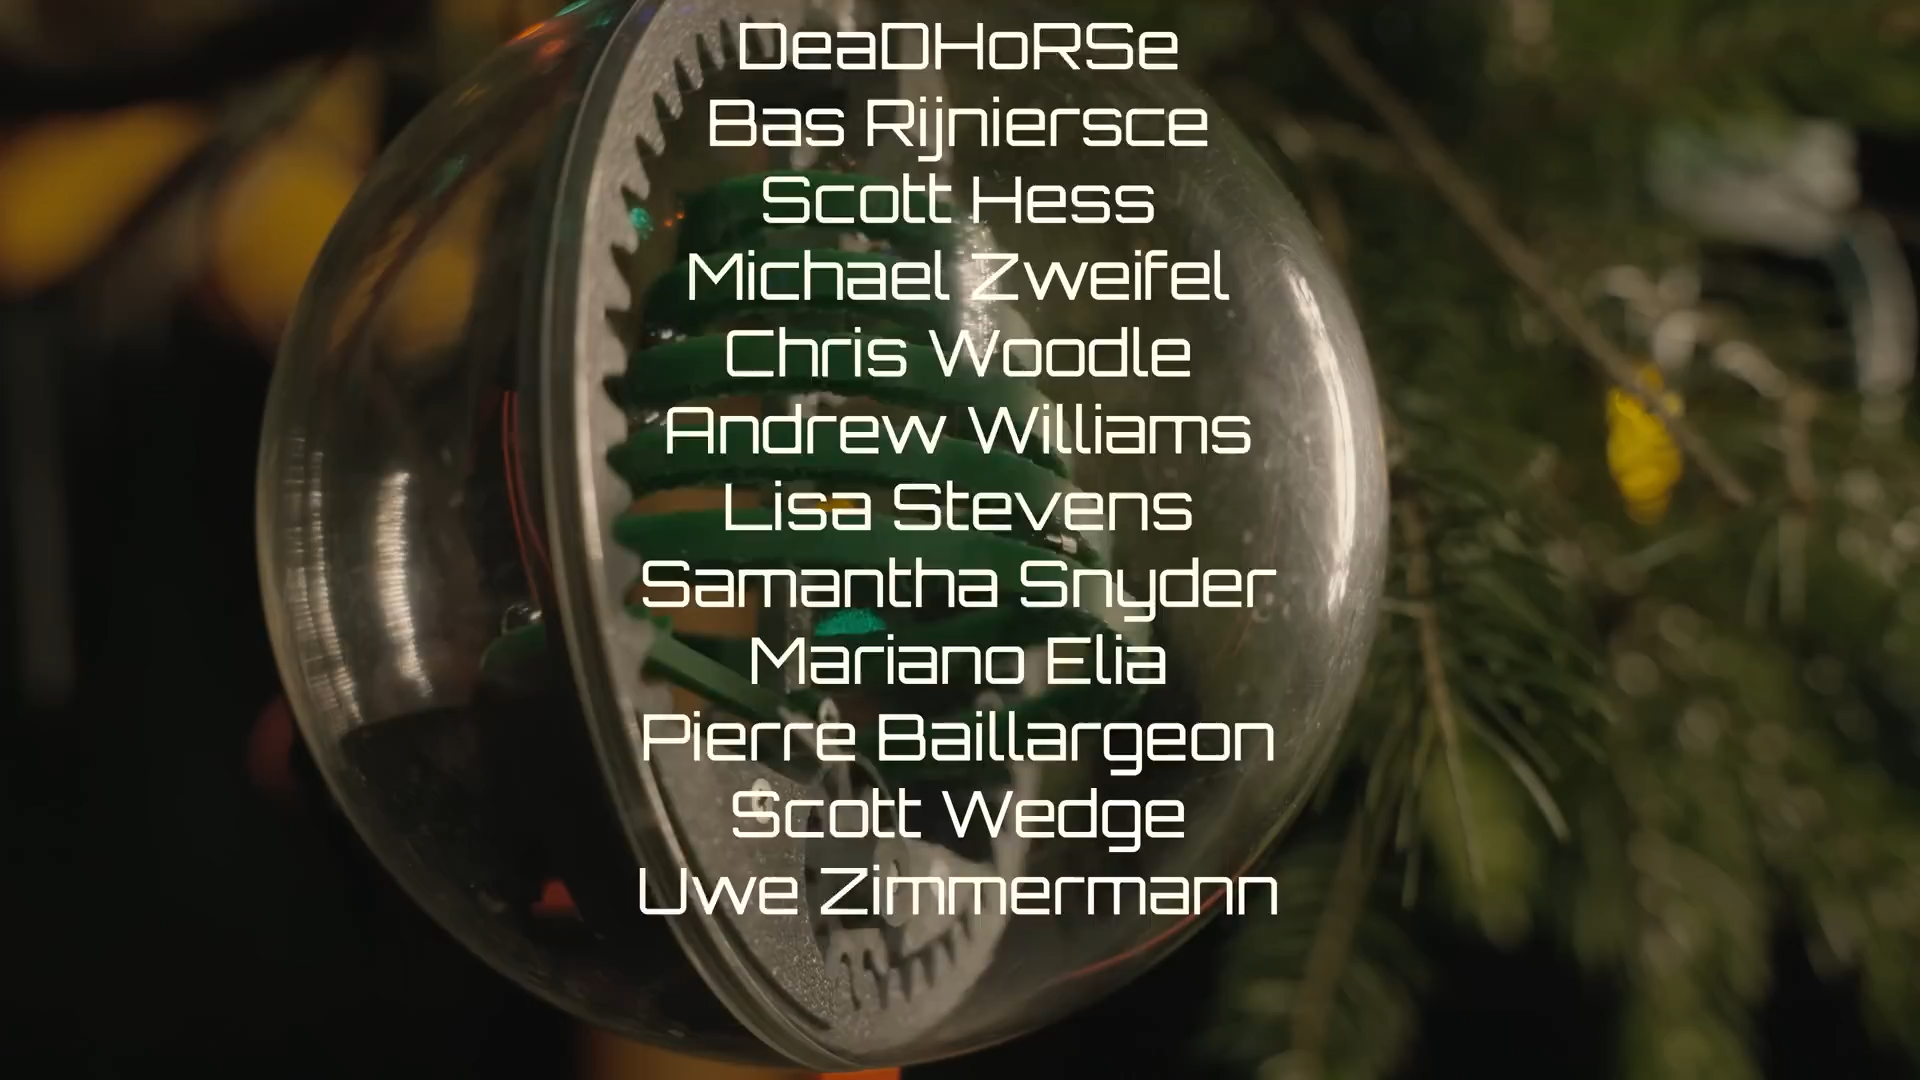 DeaDHoRSe
Bas Rijniersce
Scott Hess
Michael Zweifel
Chris Woodle
Andrew Williams
Lisa Stevens
Samantha Snyder
Mariano Elia
Pierre Baillargeon
Scott Wedge
Uwe Zimmermann